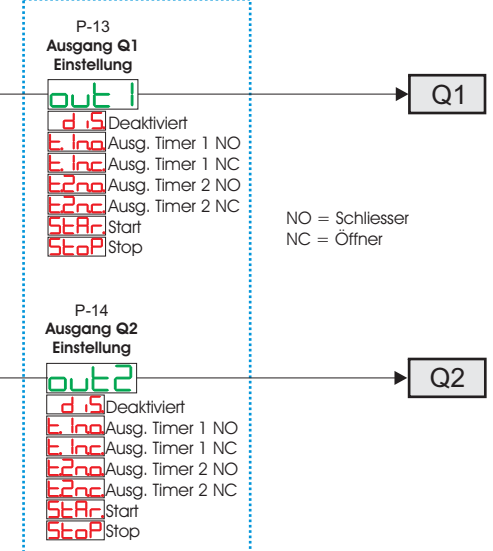 P-13
Ausgang Q1
Einstellung
out 1
Q1
d iS. Deaktiviert
t. 1no. Ausg. Timer 1 NO
t. 1nc. Ausg. Timer 1 NC
t2no. Ausg. Timer 2 NO
t2nc. Ausg. Timer 2 NC
StAr. Start
StoP Stop
NO = Schliesser
NC = Öffner
P-14
Ausgang Q2
Einstellung
out2
Q2
d iS. Deaktiviert
t. 1no. Ausg. Timer 1 NO
t. 1nc. Ausg. Timer 1 NC
t2no. Ausg. Timer 2 NO
t2nc. Ausg. Timer 2 NC
StAr. Start
StoP Stop